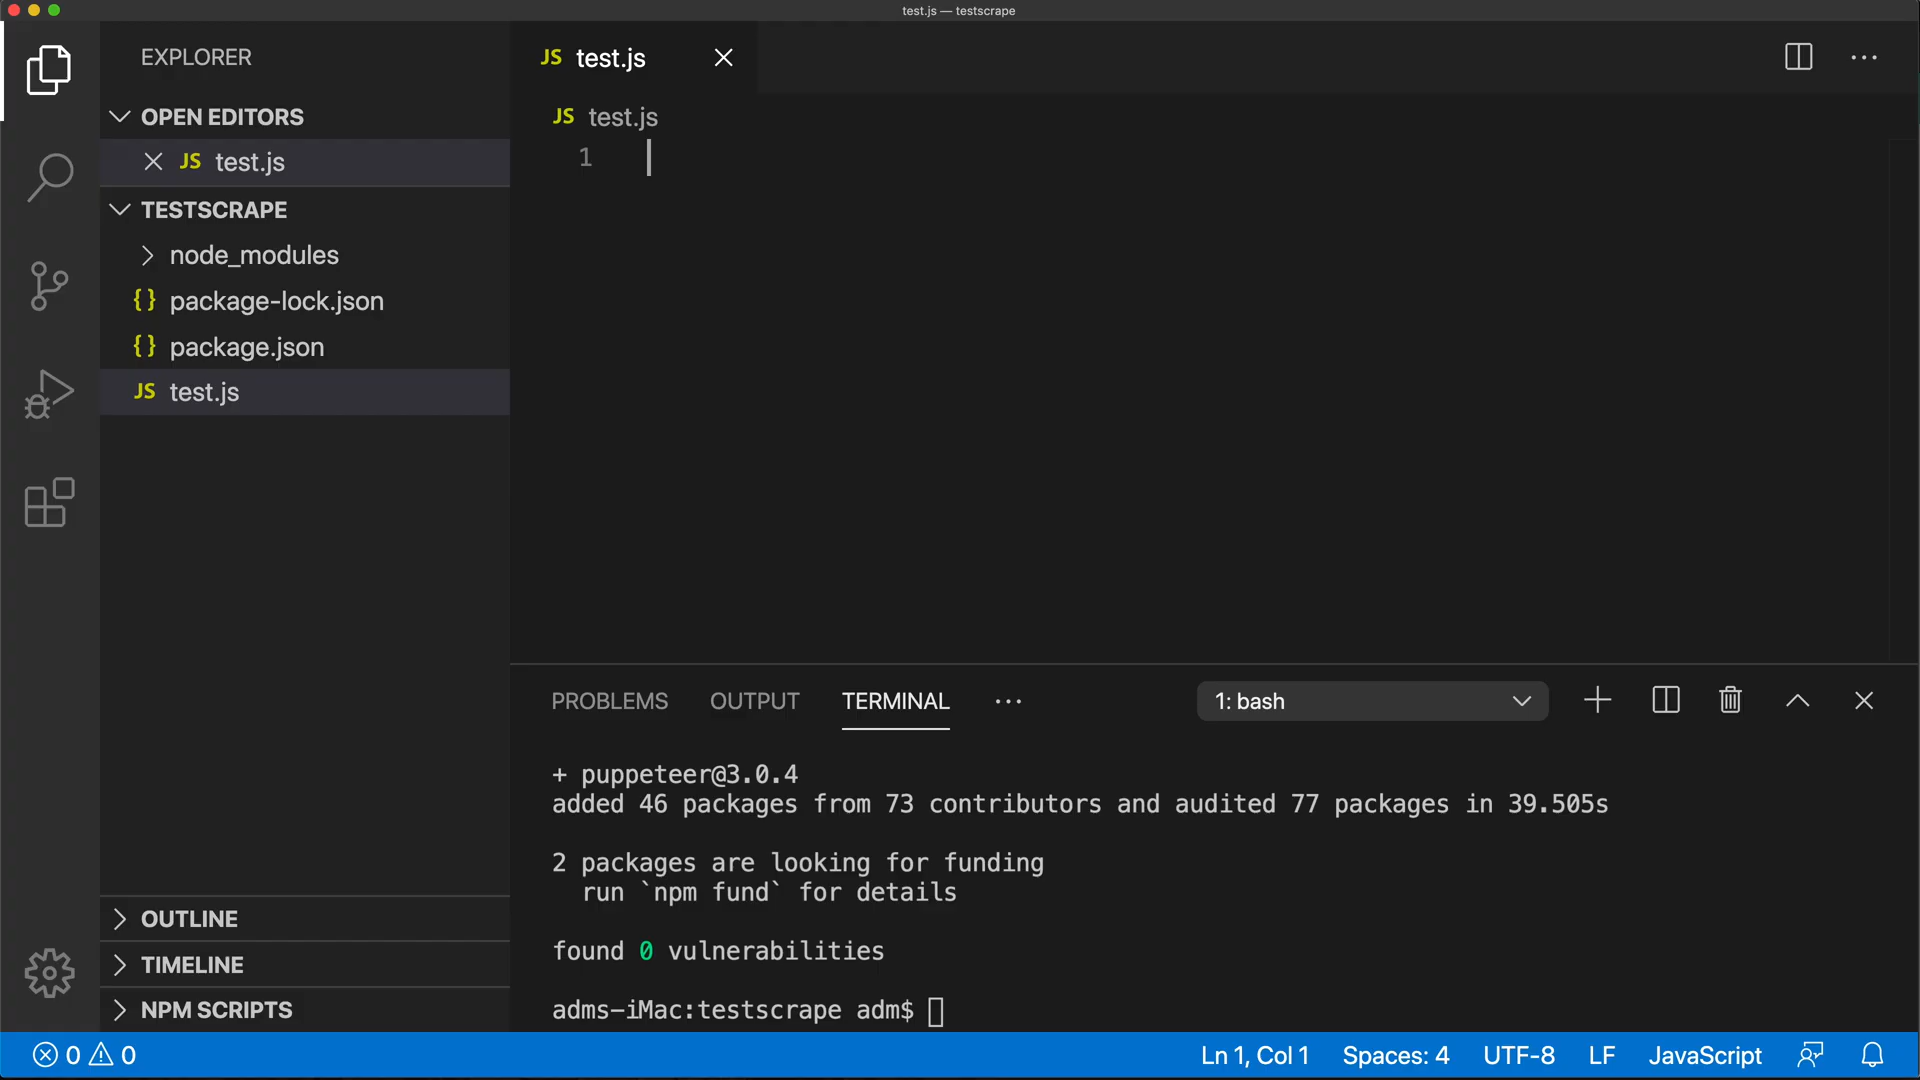 test.js — testscrape
EXPLORER
OPEN EDITORS
JS test.js
TESTSCRAPE
node_modules
{} package-lock.json
{} package.json
JS test.js
OUTLINE
TIMELINE
NPM SCRIPTS
JS test.js
JS test.js
1
PROBLEMS OUTPUT TERMINAL ··· 1: bash
+ puppeteer@3.0.4
added 46 packages from 73 contributors and audited 77 packages in 39.505s
2 packages are looking for funding
run `npm fund` for details
found 0 vulnerabilities
adms-iMac:testscrape adm$
0 0 Ln 1, Col 1 Spaces: 4 UTF-8 LF JavaScript